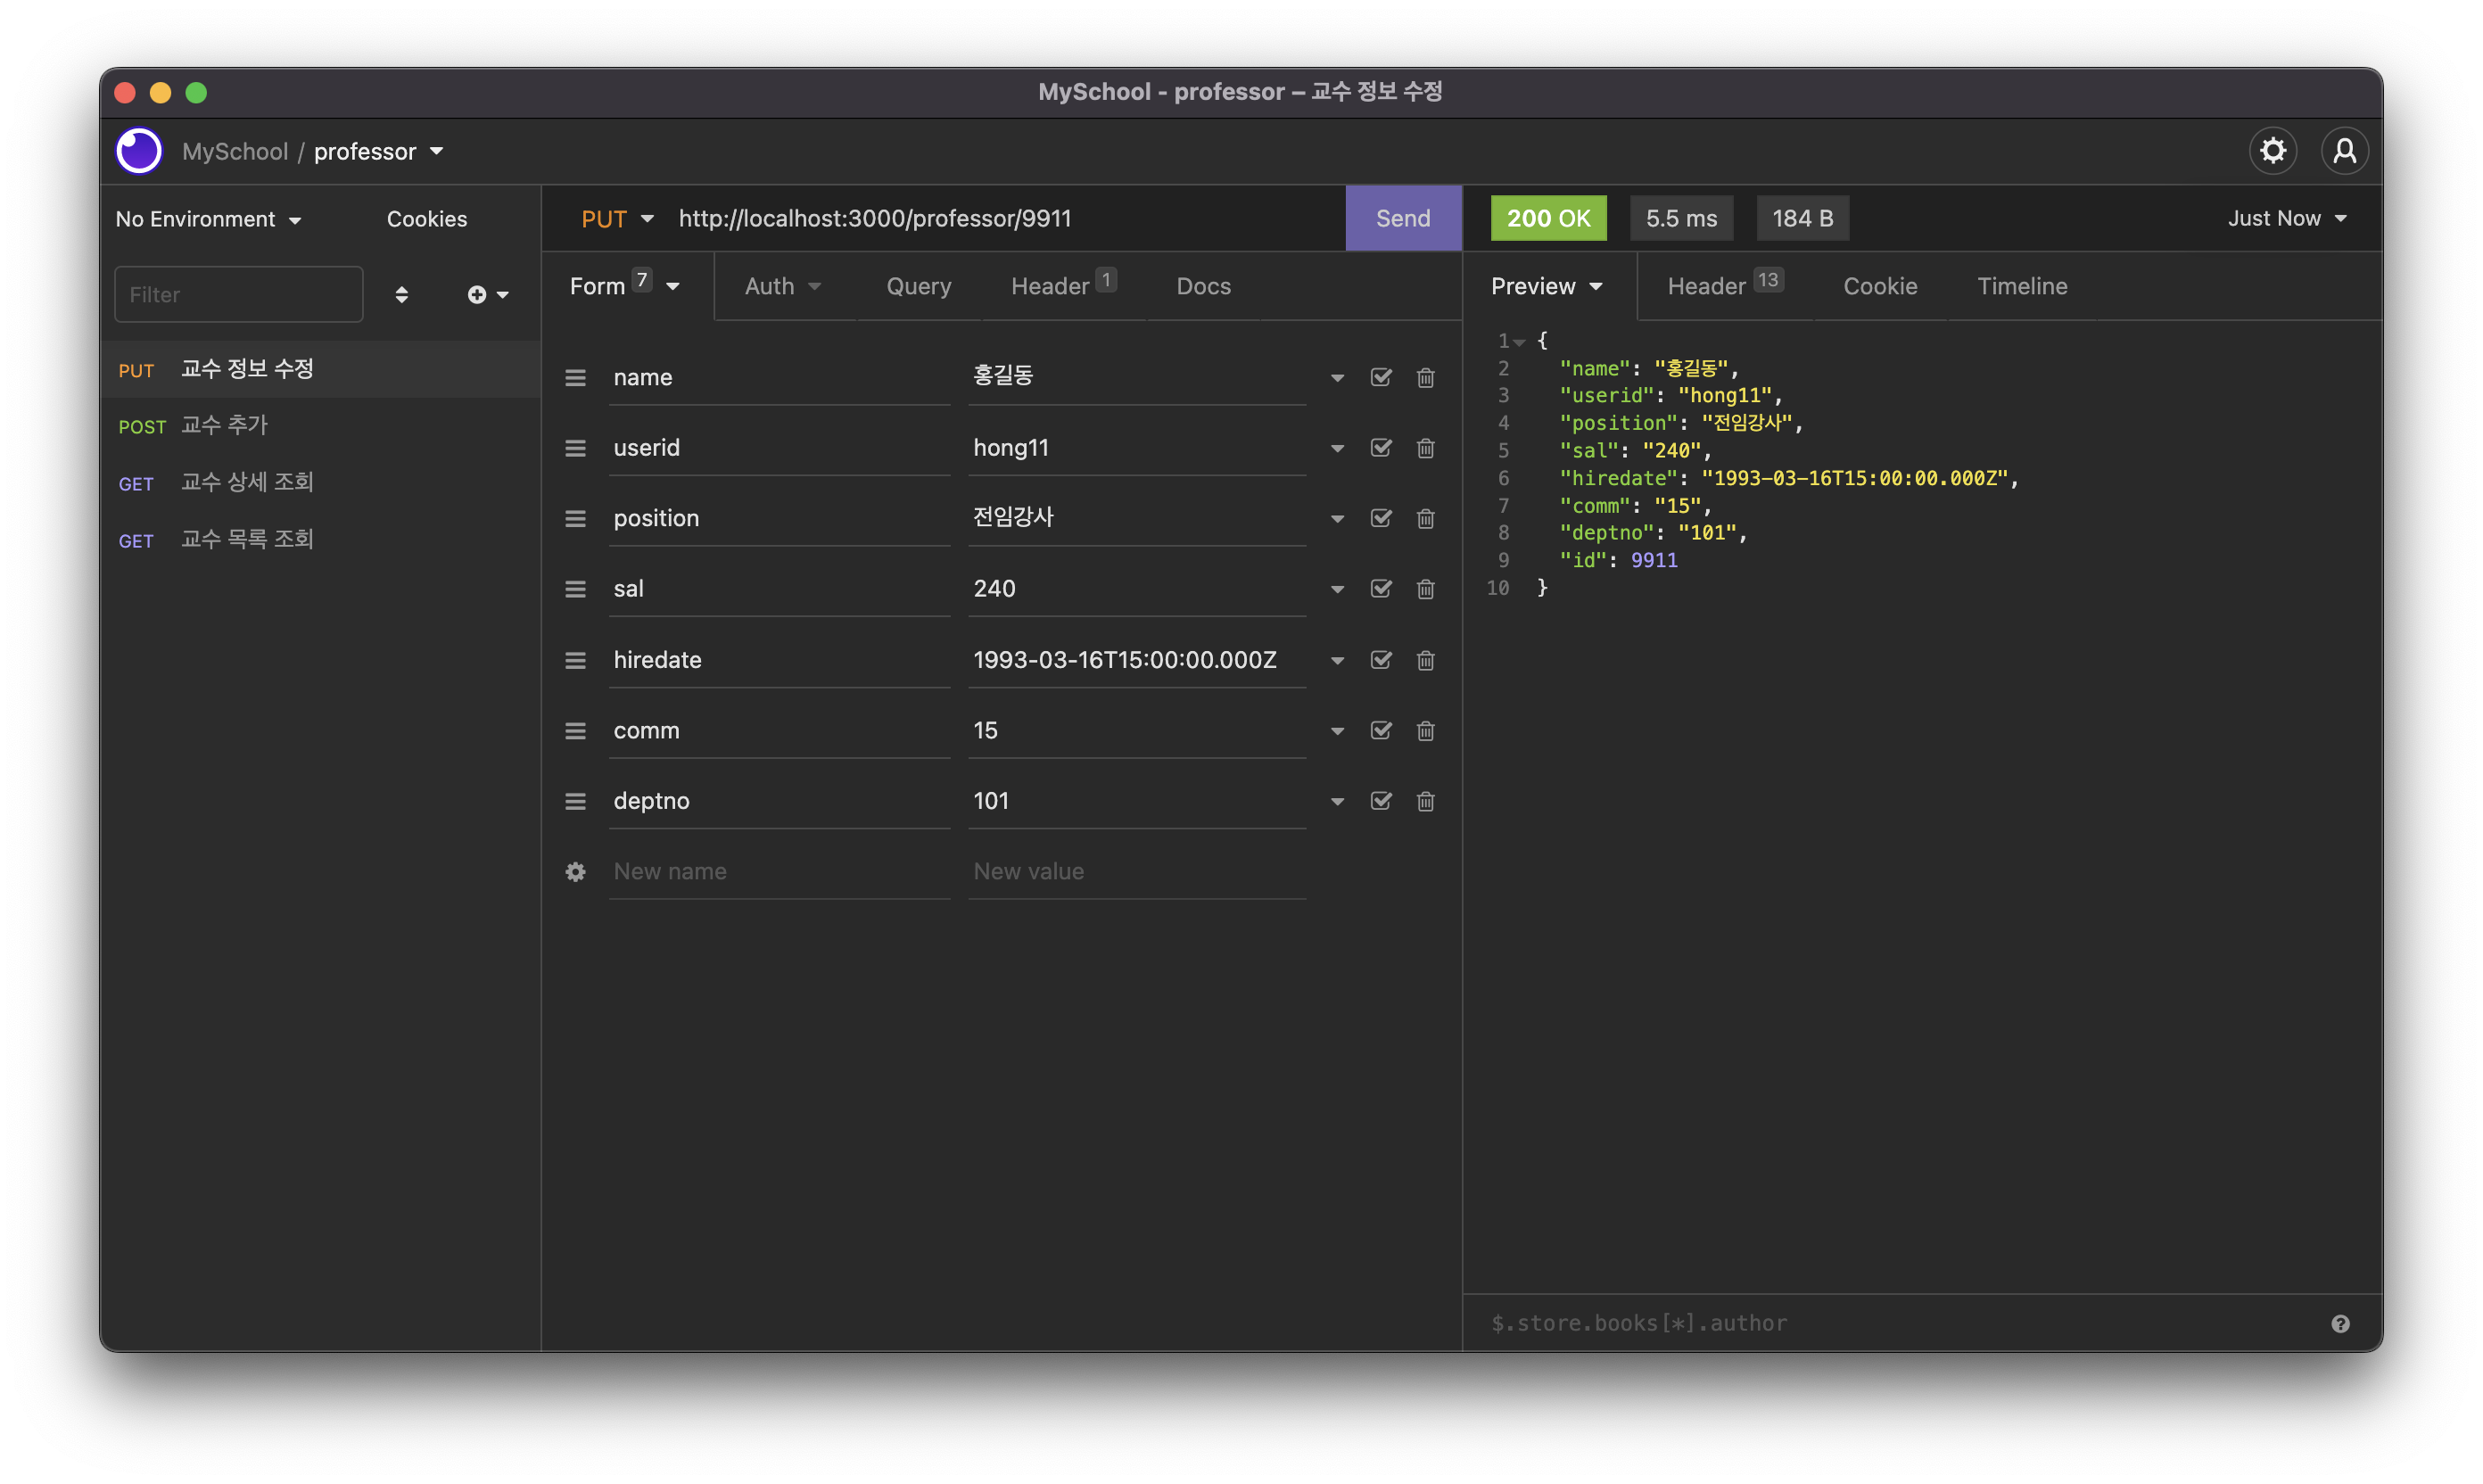 MySchool - professor – 교수 정보 수정
MySchool / professor
No Environment
Cookies
Filter
PUT 교수 정보 수정
POST 교수 추가
GET 교수 상세 조회
GET 교수 목록 조회
PUT http://localhost:3000/professor/9911 Send
Form 7 Auth Query Header 1 Docs
name 홍길동
userid hong11
position 전임강사
sal 240
hiredate 1993-03-16T15:00:00.000Z
comm 15
deptno 101
New name New value
200 OK 5.5 ms 184 B Just Now
Preview Header 13 Cookie Timeline
1 {
2 "name": "홍길동",
3 "userid": "hong11",
4 "position": "전임강사",
5 "sal": "240",
6 "hiredate": "1993-03-16T15:00:00.000Z",
7 "comm": "15",
8 "deptno": "101",
9 "id": 9911
10 }
$.store.books[*].author